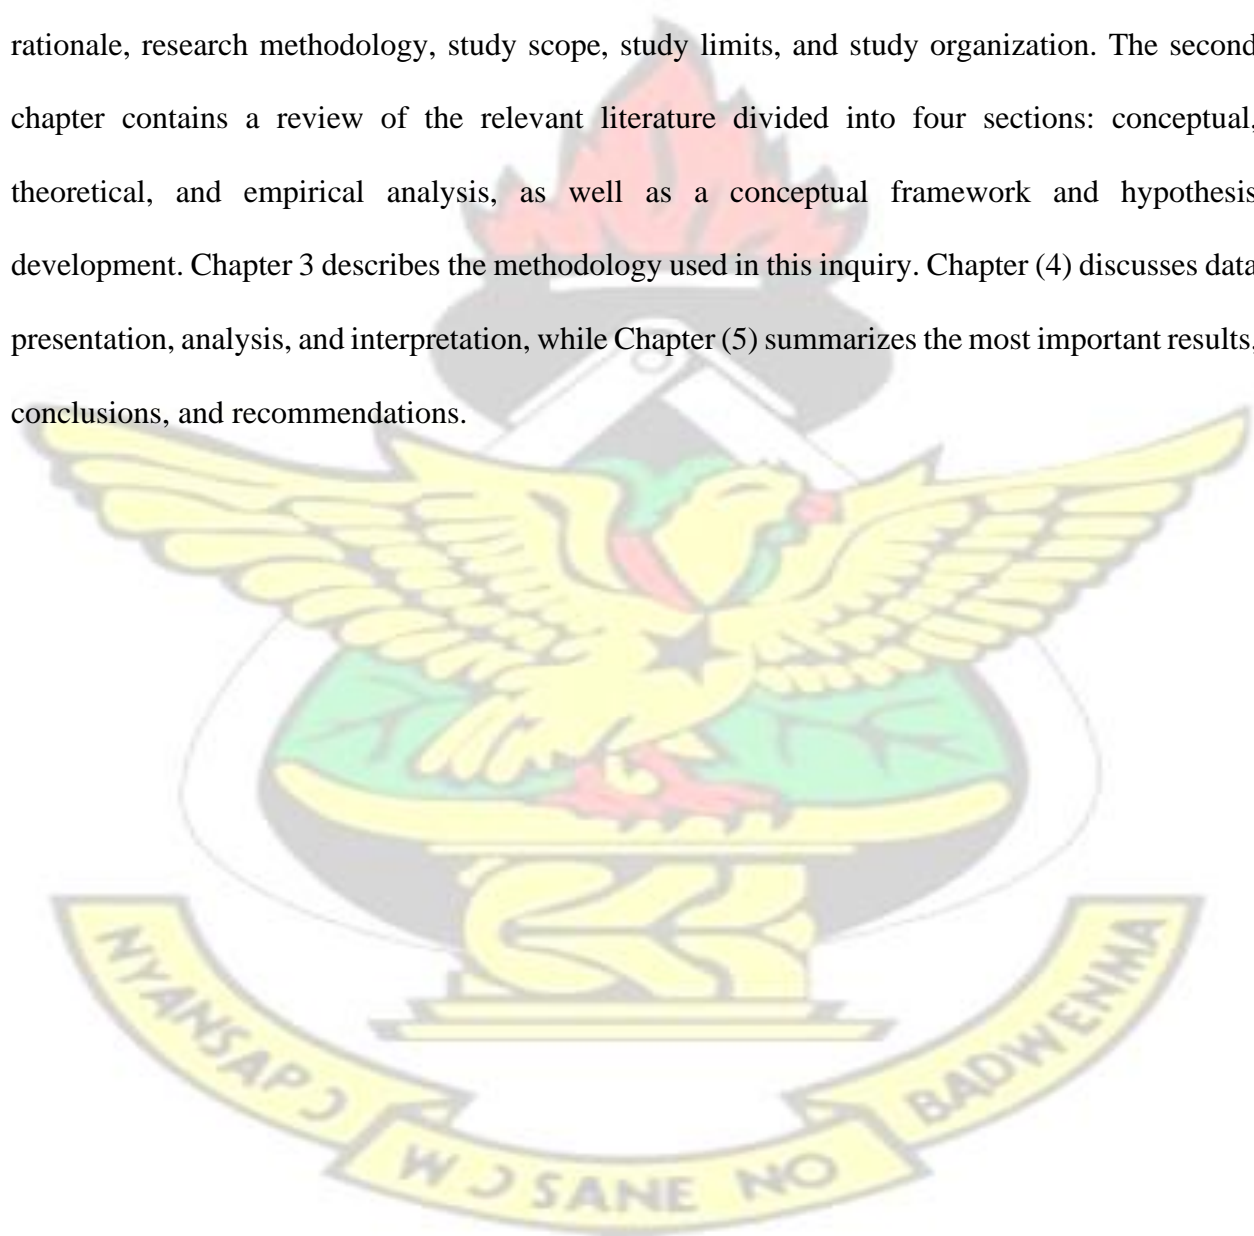 rationale, research methodology, study scope, study limits, and study organization. The second
chapter contains a review of the relevant literature divided into four sections: conceptual,
theoretical, and empirical analysis, as well as a conceptual framework and hypothesis
development. Chapter 3 describes the methodology used in this inquiry. Chapter (4) discusses data
presentation, analysis, and interpretation, while Chapter (5) summarizes the most important results,
conclusions, and recommendations.
NYANSAPƆ
WƆSANE NO
BADWENMA